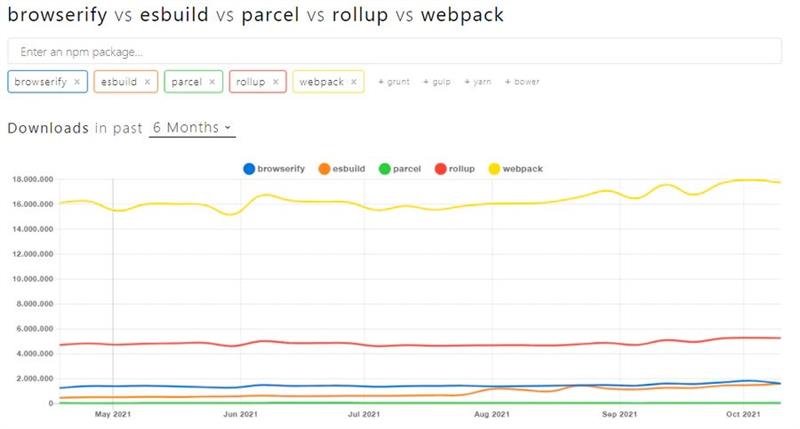 browserify vs esbuild vs parcel vs rollup vs webpack
Enter an npm package...
browserify × esbuild × parcel × rollup × webpack × + grunt + gulp + yarn + bower
Downloads in past 6 Months
browserify esbuild parcel rollup webpack
18.000.000
16.000.000
14.000.000
12.000.000
10.000.000
8.000.000
6.000.000
4.000.000
2.000.000
0
May 2021 Jun 2021 Jul 2021 Aug 2021 Sep 2021 Oct 2021